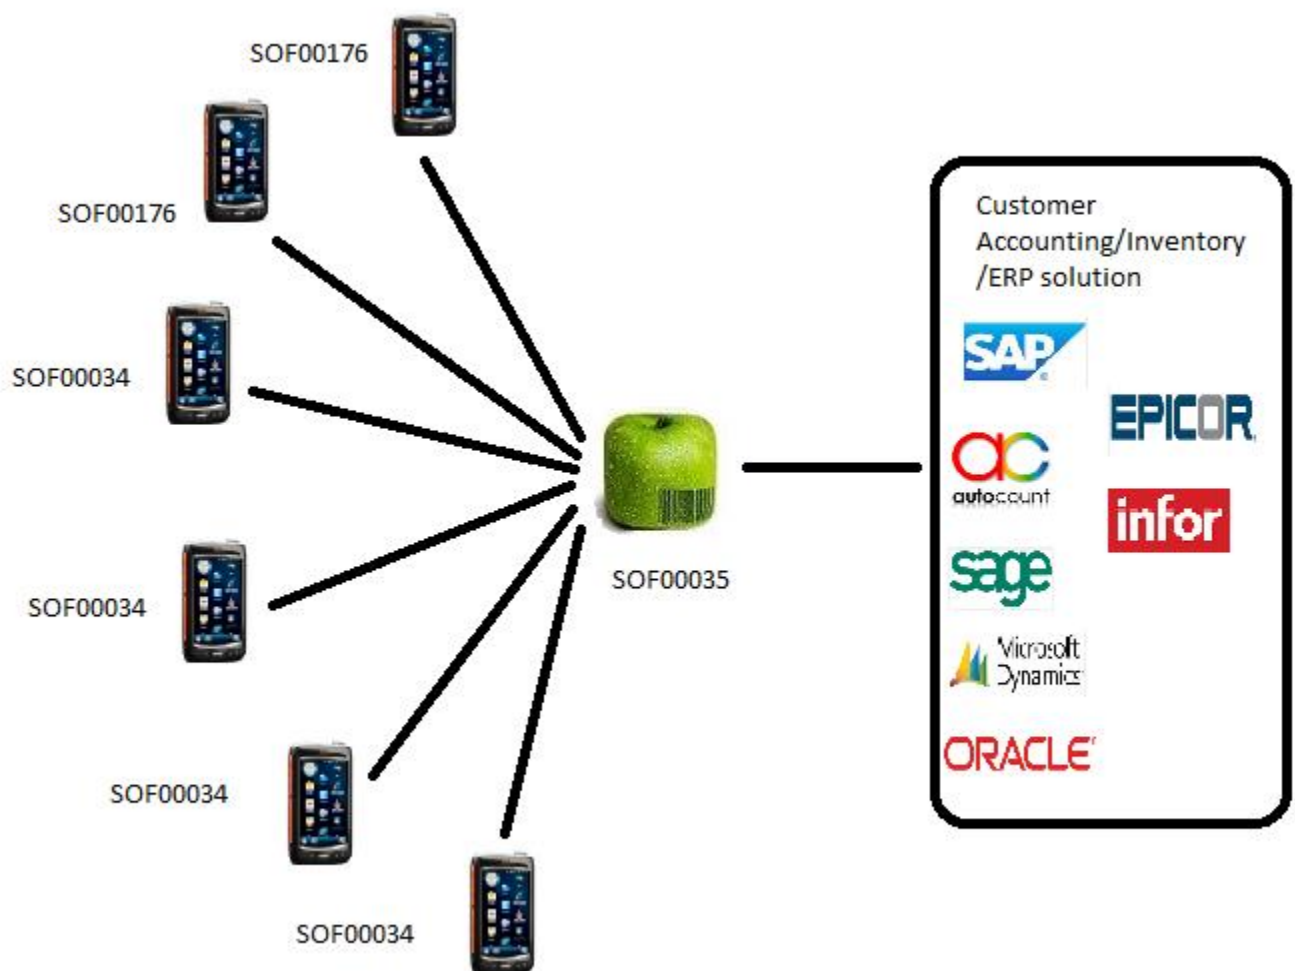 SOF00176
SOF00176
SOF00034
SOF00034
SOF00034
SOF00034
SOF00035
Customer
Accounting/Inventory
/ERP solution
SAP
EPICOR
ac
autocount
infor
sage
Microsoft
Dynamics
ORACLE